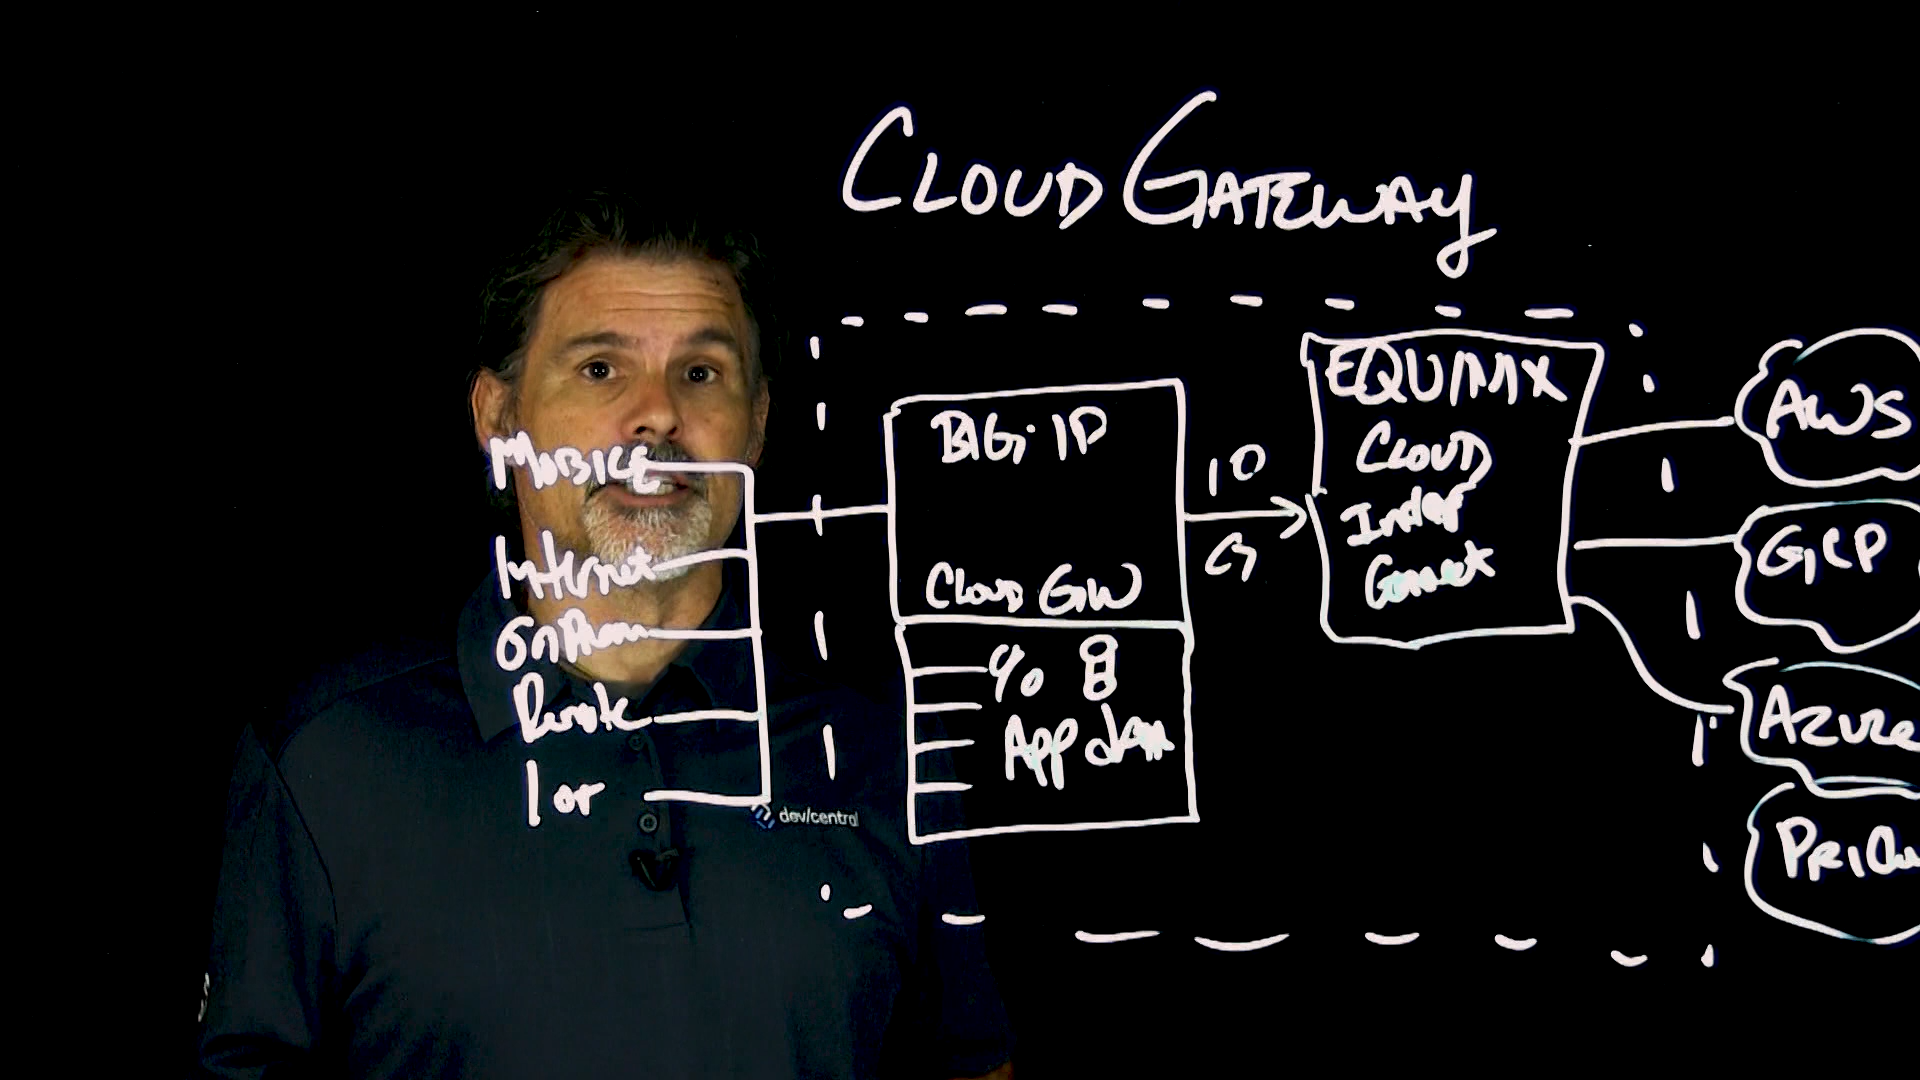 CLOUD GATEWAY
MOBILE
Internet
OnPrem
Remote
Iot
BIG-IP
CLOUD GW
App
10
G
EQUINIX
CLOUD
Inter
Connect
AWS
GCP
AZURE
dev/central